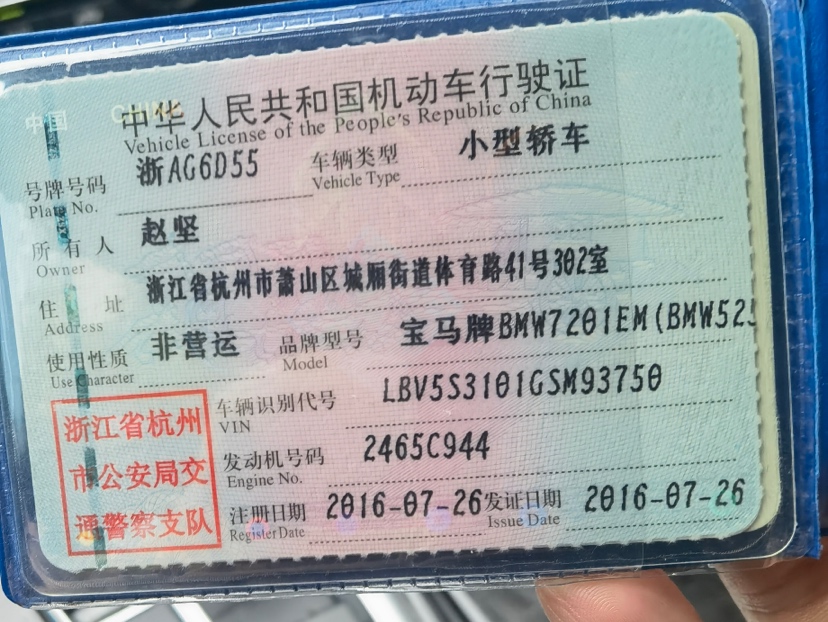 中国 CHINA
中华人民共和国机动车行驶证
Vehicle License of the People's Republic of China
号牌号码 浙AG6D55 车辆类型 小型轿车
Plate No. Vehicle Type
所有人 赵坚
Owner
住址 浙江省杭州市萧山区城厢街道体育路41号302室
Address
使用性质 非营运 品牌型号 宝马牌BMW7201EM(BMW525
Use Character Model
浙江省杭州
市公安局交
通警察支队
车辆识别代号 LBV5S3101GSM93750
VIN
发动机号码 2465C944
Engine No.
注册日期 2016-07-26 发证日期 2016-07-26
Register Date Issue Date